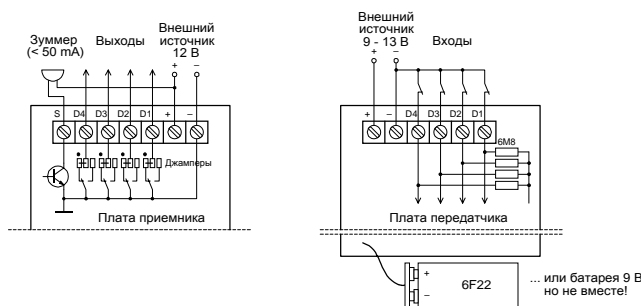 Зуммер
(< 50 mA)
Выходы
Внешний
источник
12 В
+
–
S D4 D3 D2 D1 + –
Джамперы
Плата приемника
Внешний
источник
9 - 13 В
Входы
+
–
+ – D4 D3 D2 D1
6M8
Плата передатчика
+
6F22
–
... или батарея 9 В
но не вместе!